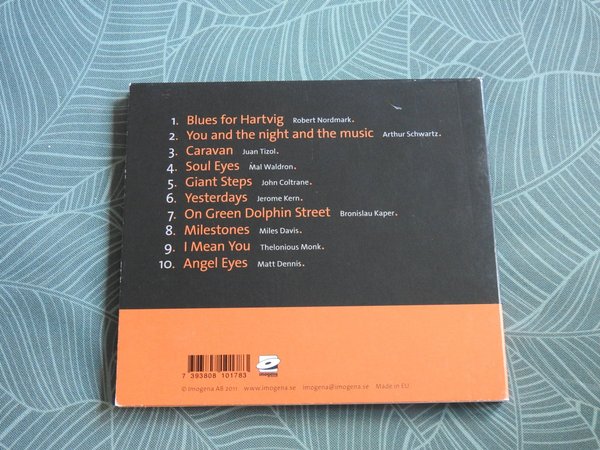 1. Blues for Hartvig Robert Nordmark.
2. You and the night and the music Arthur Schwartz.
3. Caravan Juan Tizol.
4. Soul Eyes Mal Waldron.
5. Giant Steps John Coltrane.
6. Yesterdays Jerome Kern.
7. On Green Dolphin Street Bronislau Kaper.
8. Milestones Miles Davis.
9. I Mean You Thelonious Monk.
10. Angel Eyes Matt Dennis.
7 393808 101783
imogena
© Imogena AB 2011 www.imogena.se imogena@imogena.se Made in EU